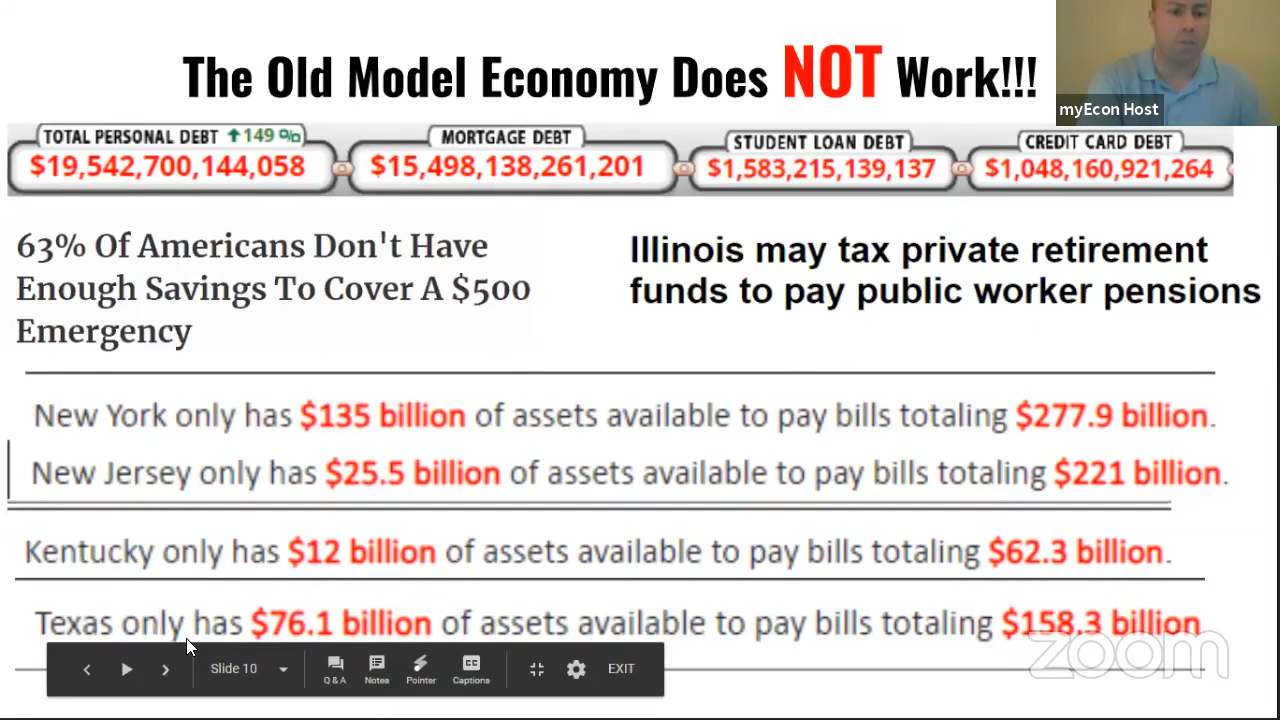 The Old Model Economy Does NOT Work!!!
myEcon Host
TOTAL PERSONAL DEBT ↑149 %
$19,542,700,144,058
MORTGAGE DEBT
$15,498,138,261,201
STUDENT LOAN DEBT
$1,583,215,139,137
CREDIT CARD DEBT
$1,048,160,921,264
63% Of Americans Don't Have
Enough Savings To Cover A $500
Emergency
Illinois may tax private retirement
funds to pay public worker pensions
New York only has $135 billion of assets available to pay bills totaling $277.9 billion.
New Jersey only has $25.5 billion of assets available to pay bills totaling $221 billion.
Kentucky only has $12 billion of assets available to pay bills totaling $62.3 billion.
Texas only has $76.1 billion of assets available to pay bills totaling $158.3 billion
zoom
Slide 10
Q & A
Notes
Pointer
CC
Captions
EXIT